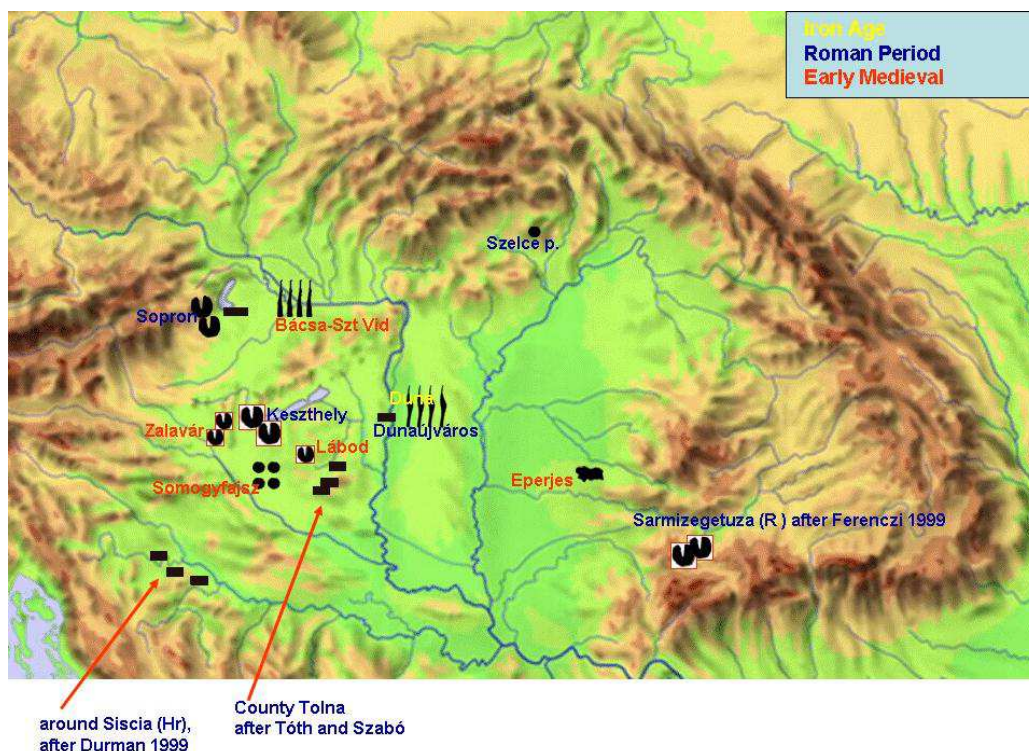 Iron Age
Roman Period
Early Medieval
Szelce p.
Sopron
Bácsa-Szt Vid
Duna
Keszthely
Dunaújváros
Zalavár
Lábod
Somogyfajsz
Eperjes
Sarmizegetuza (R ) after Ferenczi 1999
County Tolna
after Tóth and Szabó
around Siscia (Hr),
after Durman 1999